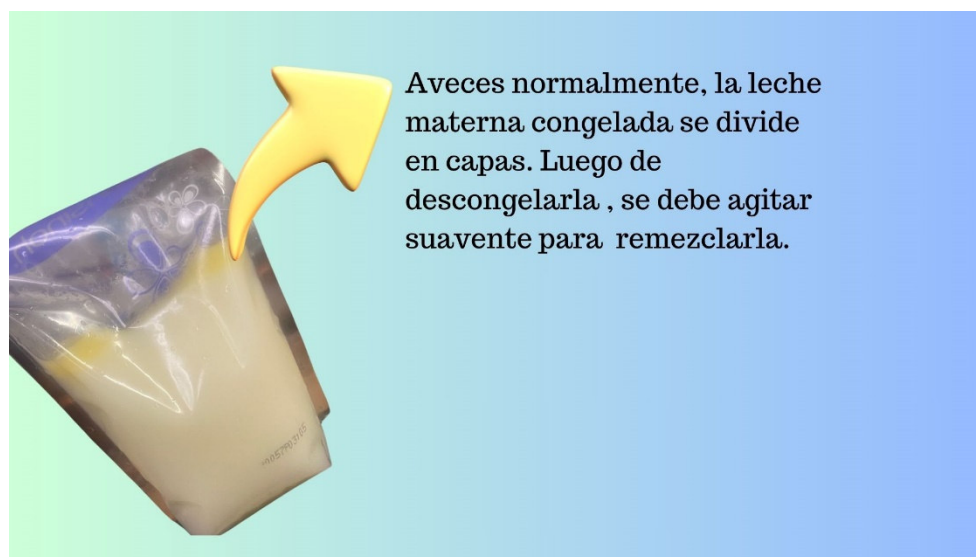 Aveces normalmente, la leche
materna congelada se divide
en capas. Luego de
descongelarla , se debe agitar
suavente para  remezclarla.